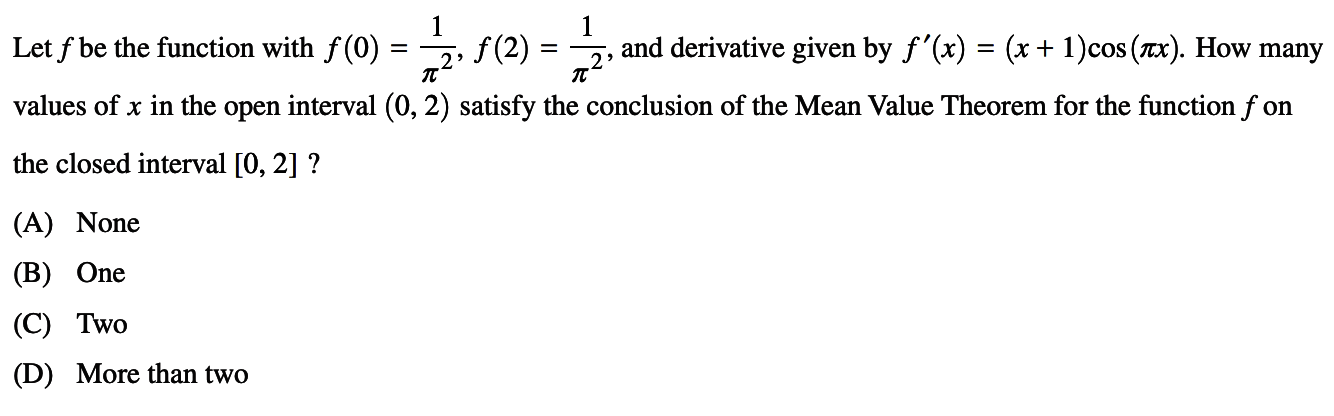 Let f be the function with f(0) = 1/π², f(2) = 1/π², and derivative given by f′(x) = (x + 1)cos(πx). How many
values of x in the open interval (0, 2) satisfy the conclusion of the Mean Value Theorem for the function f on
the closed interval [0, 2] ?
(A) None
(B) One
(C) Two
(D) More than two